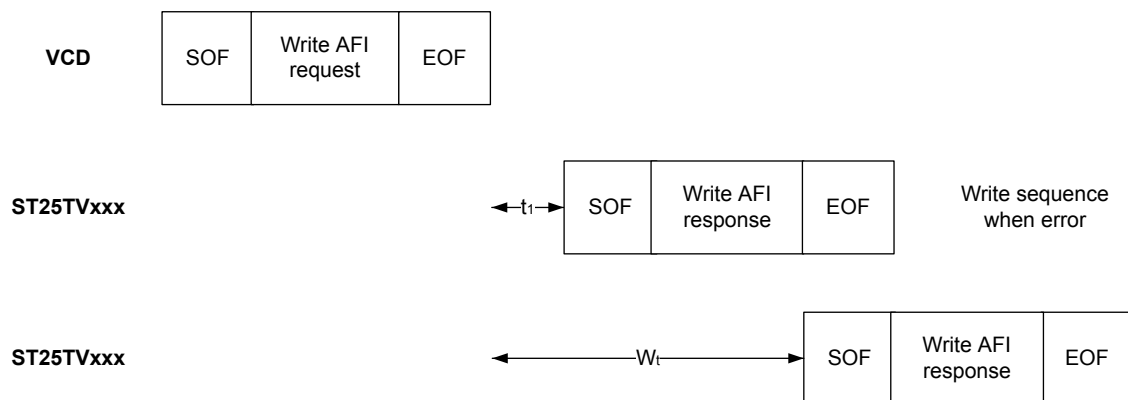 VCD
SOF
Write AFI
request
EOF
ST25TVxxx
t1
SOF
Write AFI
response
EOF
Write sequence
when error
ST25TVxxx
Wt
SOF
Write AFI
response
EOF